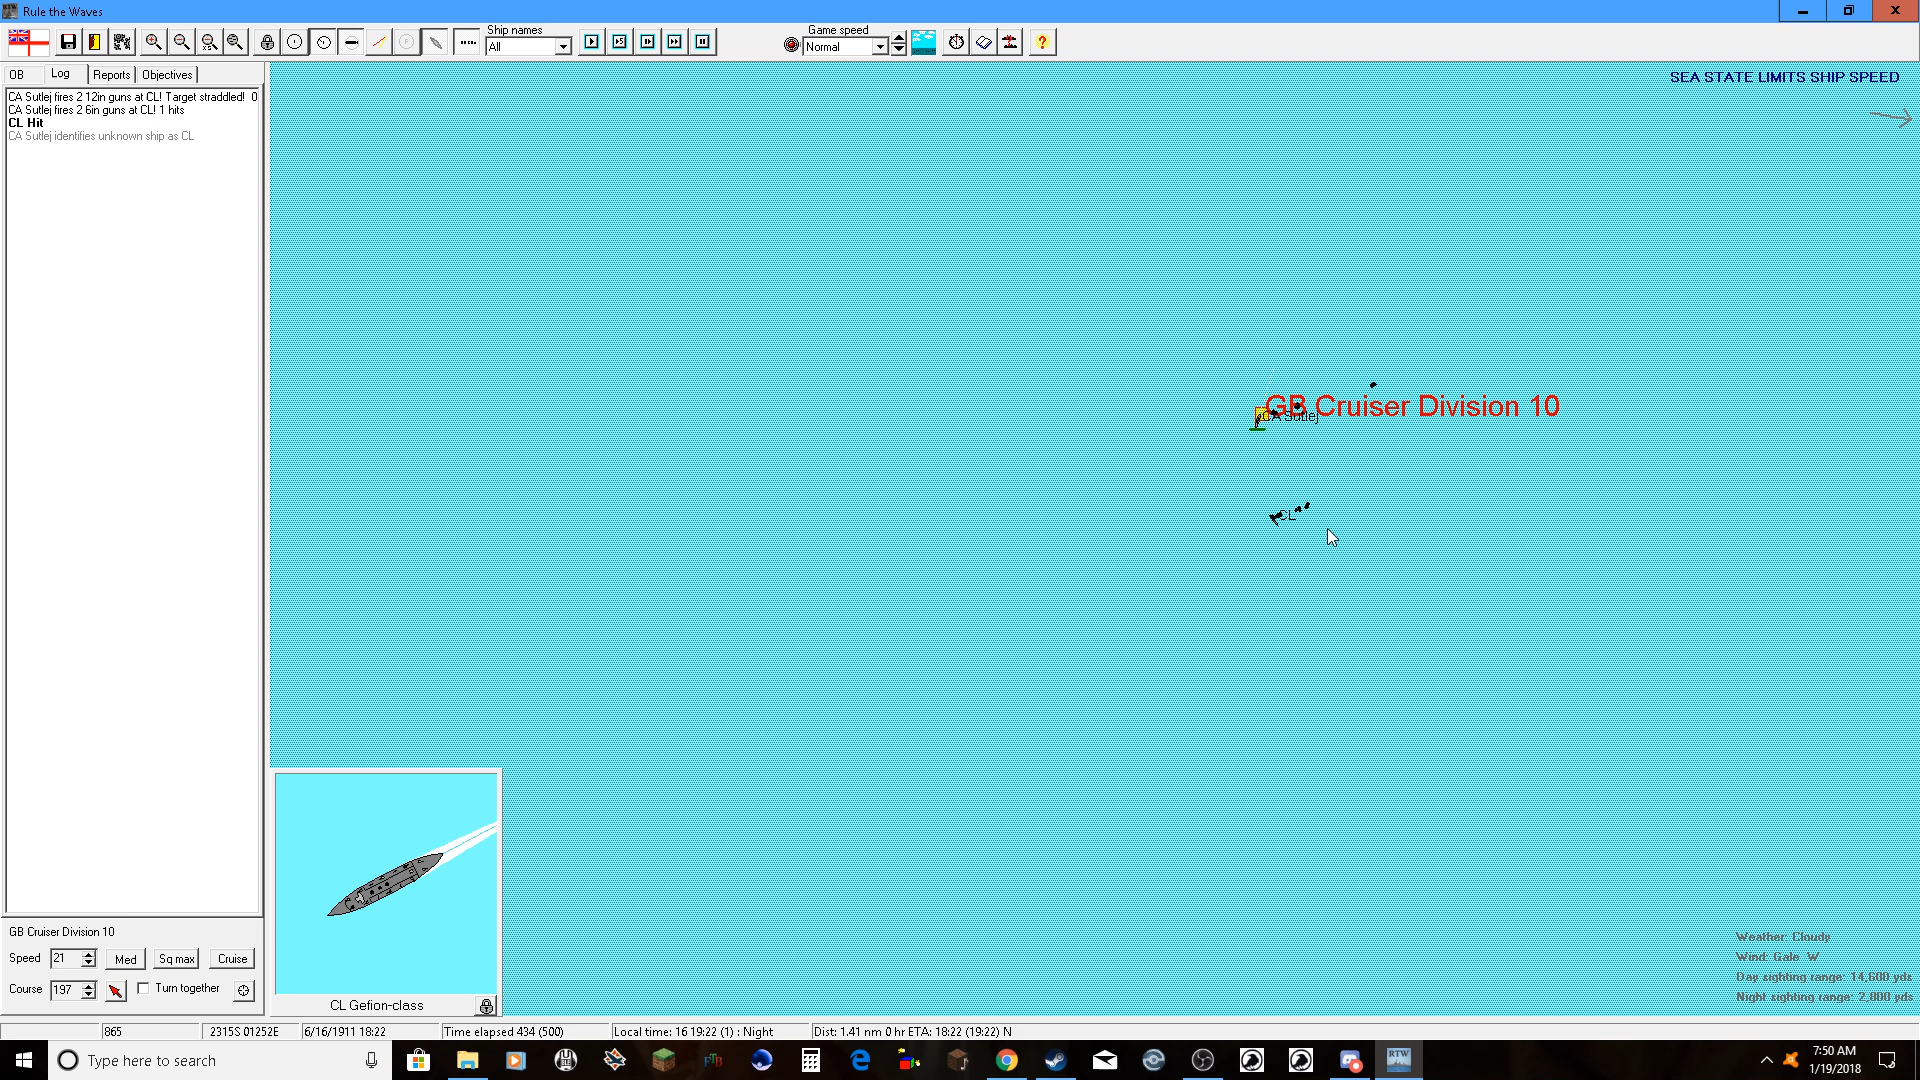 Rule the Waves
Ship names
All
Game speed
Normal
OB
Log
Reports
Objectives
CA Sutlej fires 2 12in guns at CL! Target straddled! 0
CA Sutlej fires 2 6in guns at CL! 1 hits
CL Hit
CA Sutlej identifies unknown ship as CL
SEA STATE LIMITS SHIP SPEED
GB Cruiser Division 10
CA Sutlej
CL
Weather: Cloudy
Wind: Gale W
Day sighting range: 14,600 yds
Night sighting range: 2,800 yds
GB Cruiser Division 10
Speed 21 Med Sq max Cruise
Course 197 Turn together
CL Gefion-class
865
2315S 01252E
6/16/1911 18:22
Time elapsed 434 (500)
Local time: 16 19:22 (1) : Night
Dist: 1.41 nm 0 hr ETA: 18:22 (19:22) N
Type here to search
FTB
RTW
7:50 AM
1/19/2018